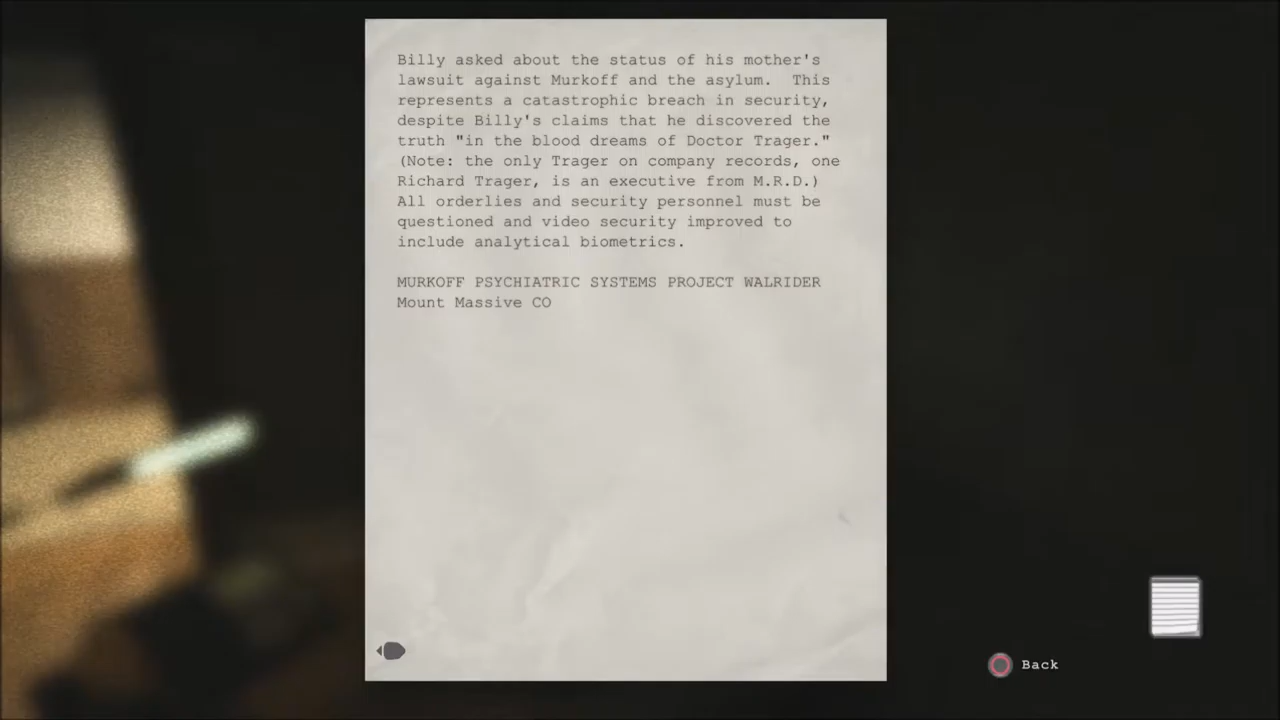 Billy asked about the status of his mother's
lawsuit against Murkoff and the asylum.  This
represents a catastrophic breach in security,
despite Billy's claims that he discovered the
truth "in the blood dreams of Doctor Trager."
(Note: the only Trager on company records, one
Richard Trager, is an executive from M.R.D.)
All orderlies and security personnel must be
questioned and video security improved to
include analytical biometrics.

MURKOFF PSYCHIATRIC SYSTEMS PROJECT WALRIDER
Mount Massive CO
Back